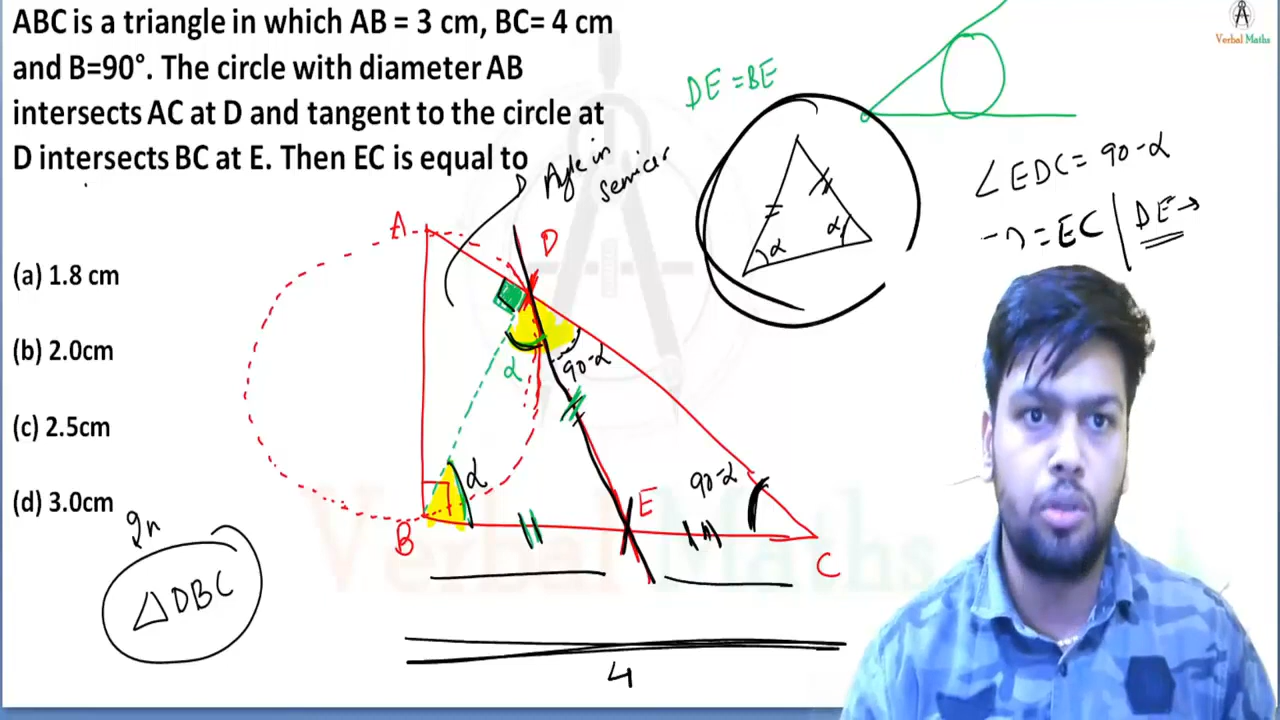 ABC is a triangle in which AB = 3 cm, BC= 4 cm
and B=90°. The circle with diameter AB
intersects AC at D and tangent to the circle at
D intersects BC at E. Then EC is equal to
(a) 1.8 cm
(b) 2.0cm
(c) 2.5cm
(d) 3.0cm
Verbal Maths
DE = BE
Angle in
∠EDC = 90-α
= EC | DE →
α
α
A
D
α
90-α
α
90-α
E
B
C
In
△DBC
4
Verbal Maths